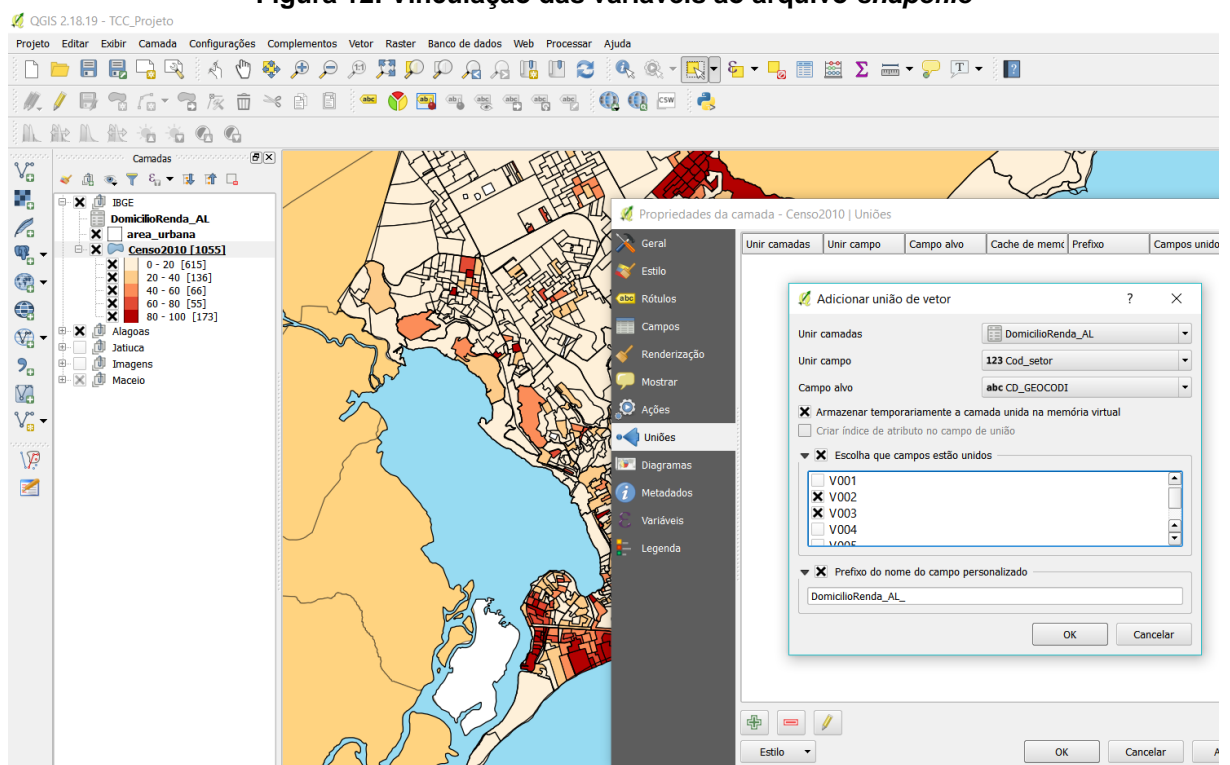 Figura 12: Vinculação das variáveis ao arquivo shapefile
QGIS 2.18.19 - TCC_Projeto
Projeto Editar Exibir Camada Configurações Complementos Vetor Raster Banco de dados Web Processar Ajuda
Camadas
IBGE
DomicilioRenda_AL
area_urbana
Censo2010 [1055]
0 - 20 [615]
20 - 40 [136]
40 - 60 [66]
60 - 80 [55]
80 - 100 [173]
Alagoas
Jatiuca
Imagens
Maceio
Propriedades da camada - Censo2010 | Uniões
Geral
Estilo
Rótulos
Campos
Renderização
Mostrar
Ações
Uniões
Diagramas
Metadados
Variáveis
Legenda
Unir camadas Unir campo Campo alvo Cache de memc Prefixo Campos unido
Adicionar união de vetor ? ×
Unir camadas DomicilioRenda_AL
Unir campo 123 Cod_setor
Campo alvo abc CD_GEOCODI
Armazenar temporariamente a camada unida na memória virtual
Criar índice de atributo no campo de união
Escolha que campos estão unidos
V001
V002
V003
V004
V005
Prefixo do nome do campo personalizado
DomicilioRenda_AL_
OK Cancelar
Estilo OK Cancelar A